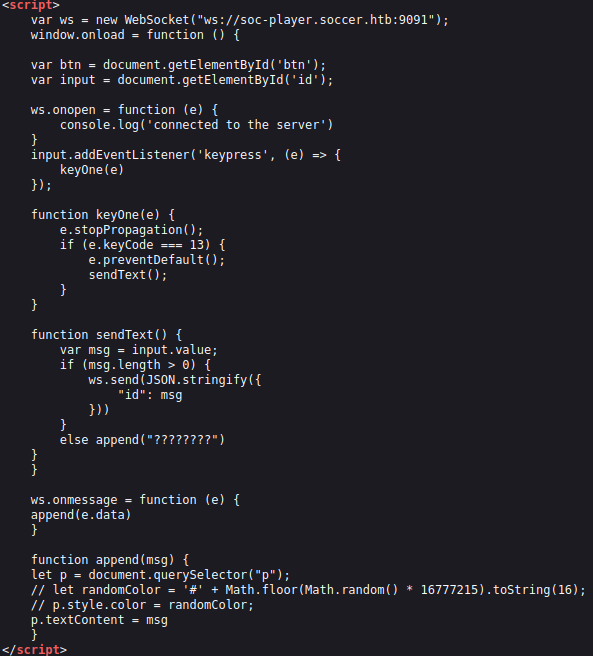 <script>
var ws = new WebSocket("ws://soc-player.soccer.htb:9091");
window.onload = function () {
var btn = document.getElementById('btn');
var input = document.getElementById('id');
ws.onopen = function (e) {
console.log('connected to the server')
}
input.addEventListener('keypress', (e) => {
keyOne(e)
});
function keyOne(e) {
e.stopPropagation();
if (e.keyCode === 13) {
e.preventDefault();
sendText();
}
}
function sendText() {
var msg = input.value;
if (msg.length > 0) {
ws.send(JSON.stringify({
"id": msg
}))
}
else append("????????")
}
}
ws.onmessage = function (e) {
append(e.data)
}
function append(msg) {
let p = document.querySelector("p");
// let randomColor = '#' + Math.floor(Math.random() * 16777215).toString(16);
// p.style.color = randomColor;
p.textContent = msg
}
</script>